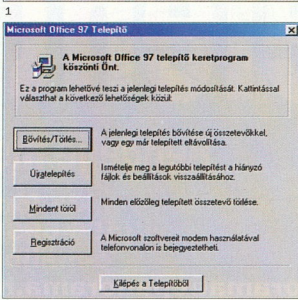 1
Microsoft Office 97 Telepítő
A Microsoft Office 97 telepítő keretprogram
köszönti Önt.
Ez a program lehetővé teszi a jelenlegi telepítés módosítását. Kattintással
választhat a következő lehetőségek közül:
Bővítés/Törlés...
A jelenlegi telepítés bővítése új összetevőkkel,
vagy egy már telepített eltávolítása.
Újratelepítés
Ismételje meg a legutóbbi telepítést a hiányzó
fájlok és beállítások visszaállításához.
Mindent töröl
Minden előzőleg telepített összetevő törlése.
Regisztráció
A Microsoft szoftvereit modem használatával
telefonvonalon is bejegyeztetheti.
Kilépés a Telepítőből